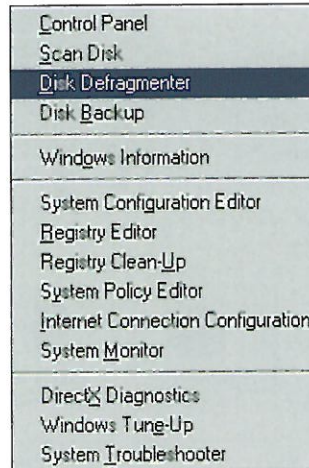 Control Panel
Scan Disk
Disk Defragmenter
Disk Backup
Windows Information
System Configuration Editor
Registry Editor
Registry Clean-Up
System Policy Editor
Internet Connection Configuration
System Monitor
DirectX Diagnostics
Windows Tune-Up
System Troubleshooter